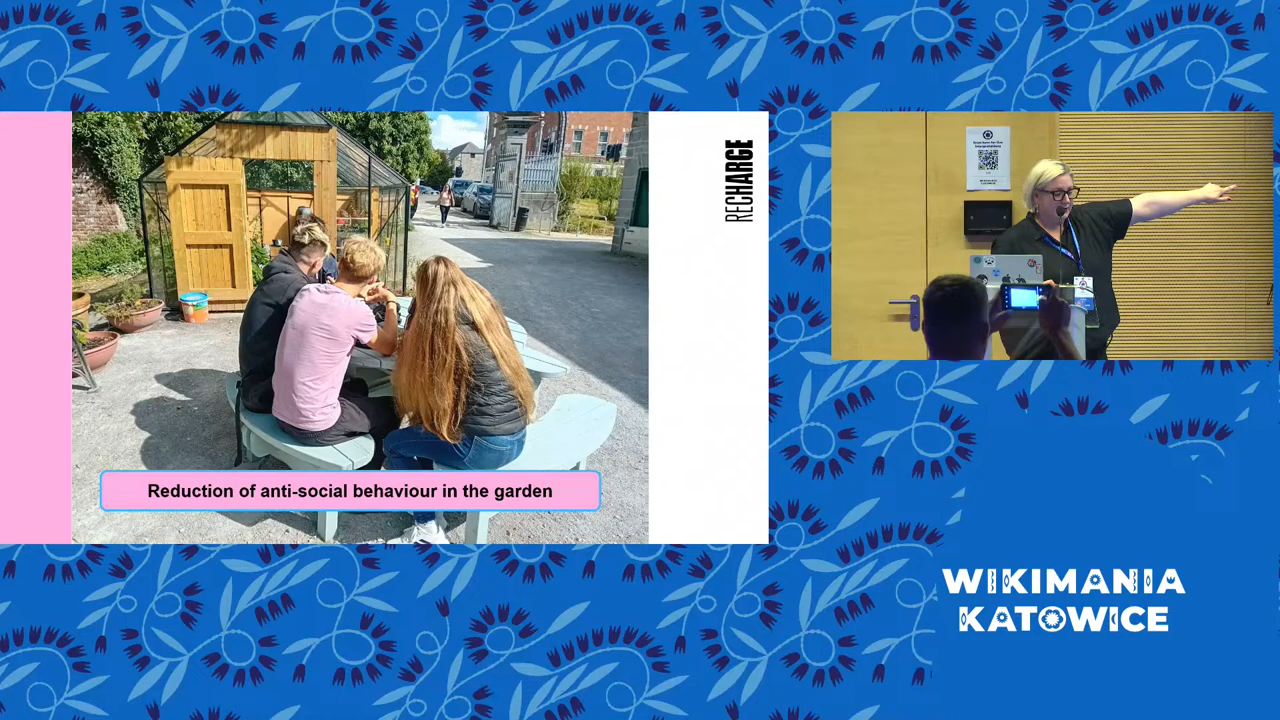 RECHARGE
Reduction of anti-social behaviour in the garden
WIKIMANIA
KATOWICE